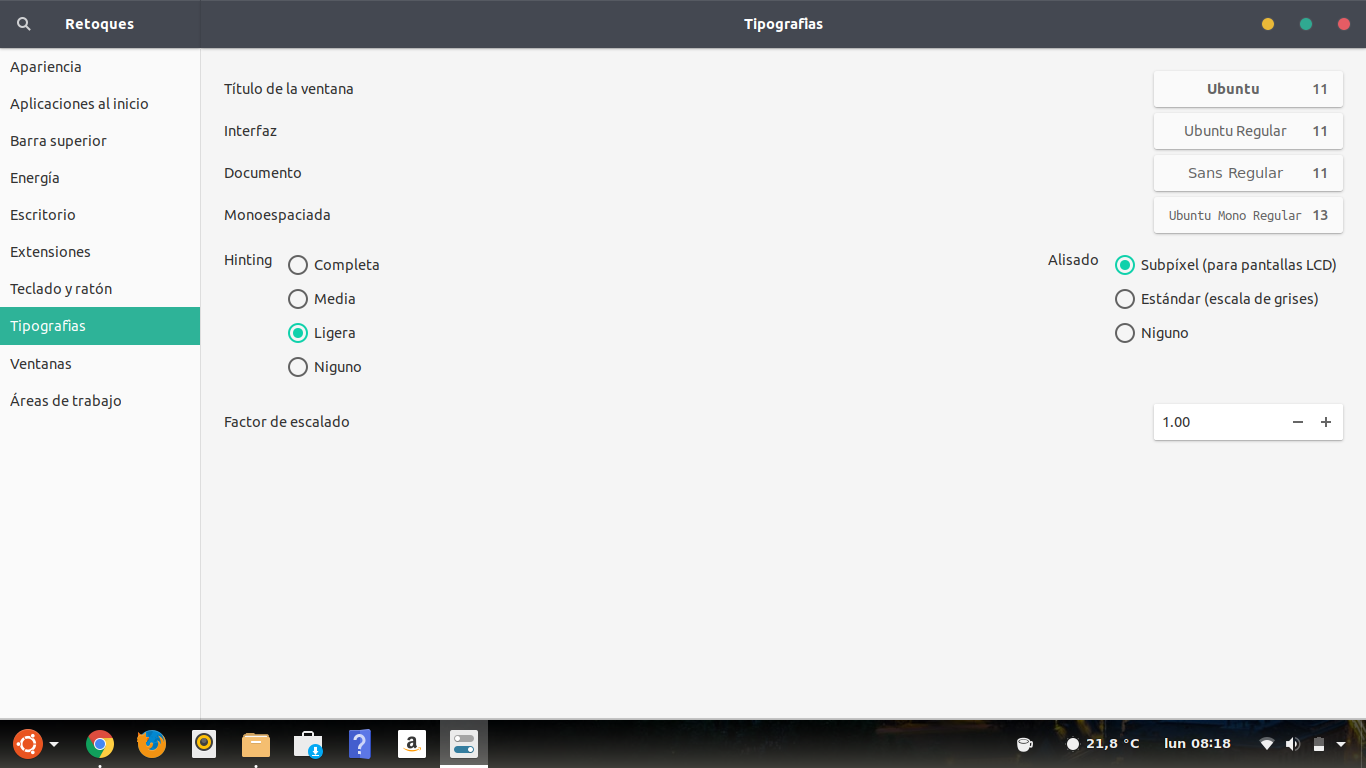 Retoques
Tipografias
Apariencia
Aplicaciones al inicio
Barra superior
Energía
Escritorio
Extensiones
Teclado y ratón
Tipografias
Ventanas
Áreas de trabajo
Título de la ventana
Ubuntu 11
Interfaz
Ubuntu Regular 11
Documento
Sans Regular 11
Monoespaciada
Ubuntu Mono Regular 13
Hinting
Completa
Media
Ligera
Niguno
Alisado
Subpíxel (para pantallas LCD)
Estándar (escala de grises)
Niguno
Factor de escalado
1.00
a
21,8 °C
lun 08:18